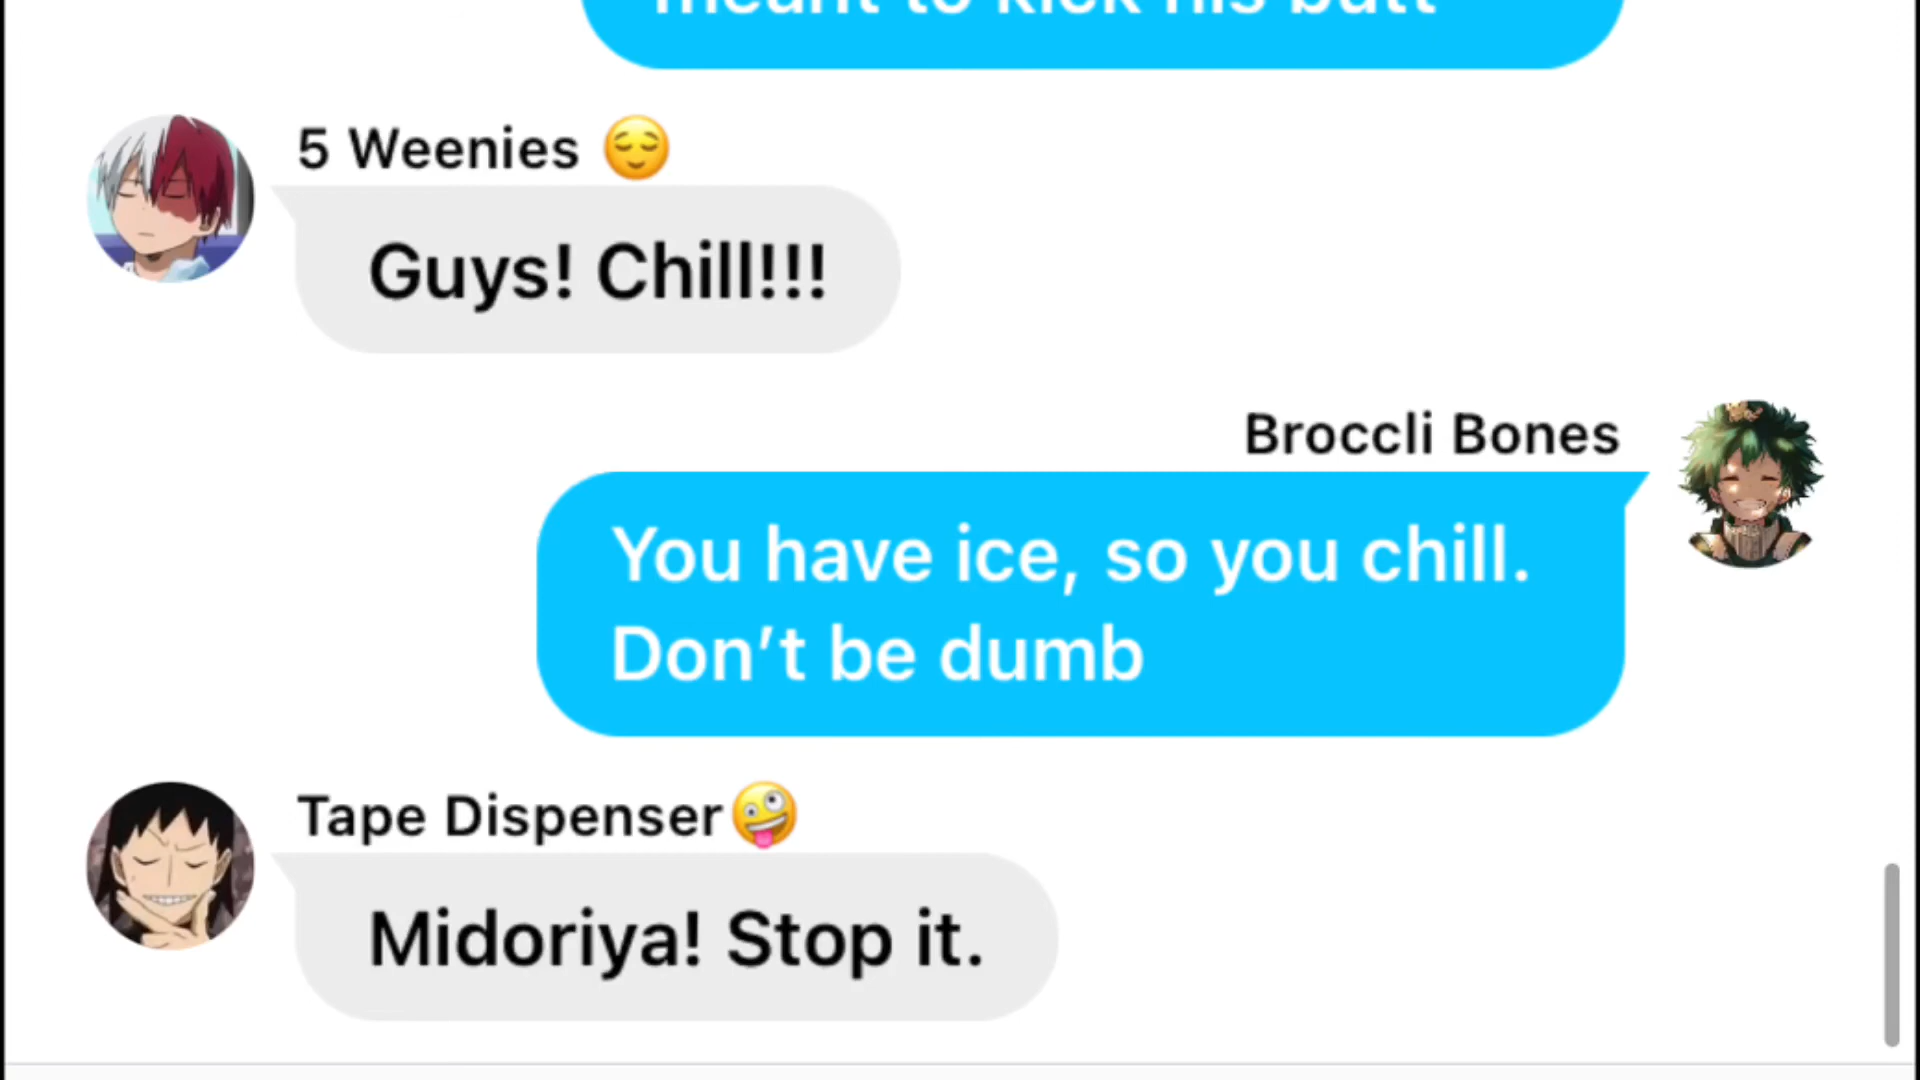 meant to kick his butt
5 Weenies 😌
Guys! Chill!!!
Broccli Bones
You have ice, so you chill.
Don’t be dumb
Tape Dispenser🤪
Midoriya! Stop it.